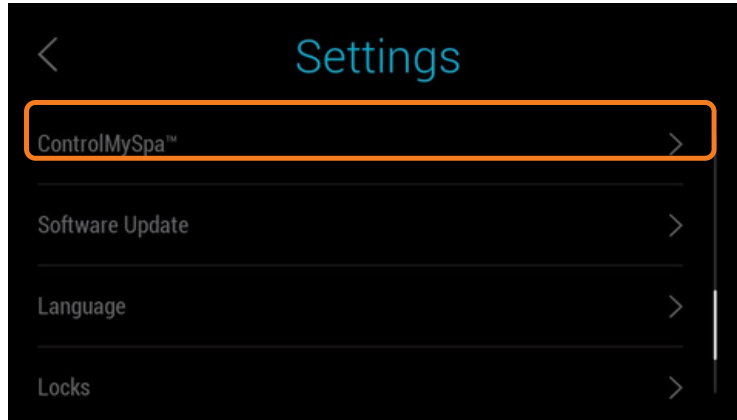 Settings
ControlMySpa™
Software Update
Language
Locks